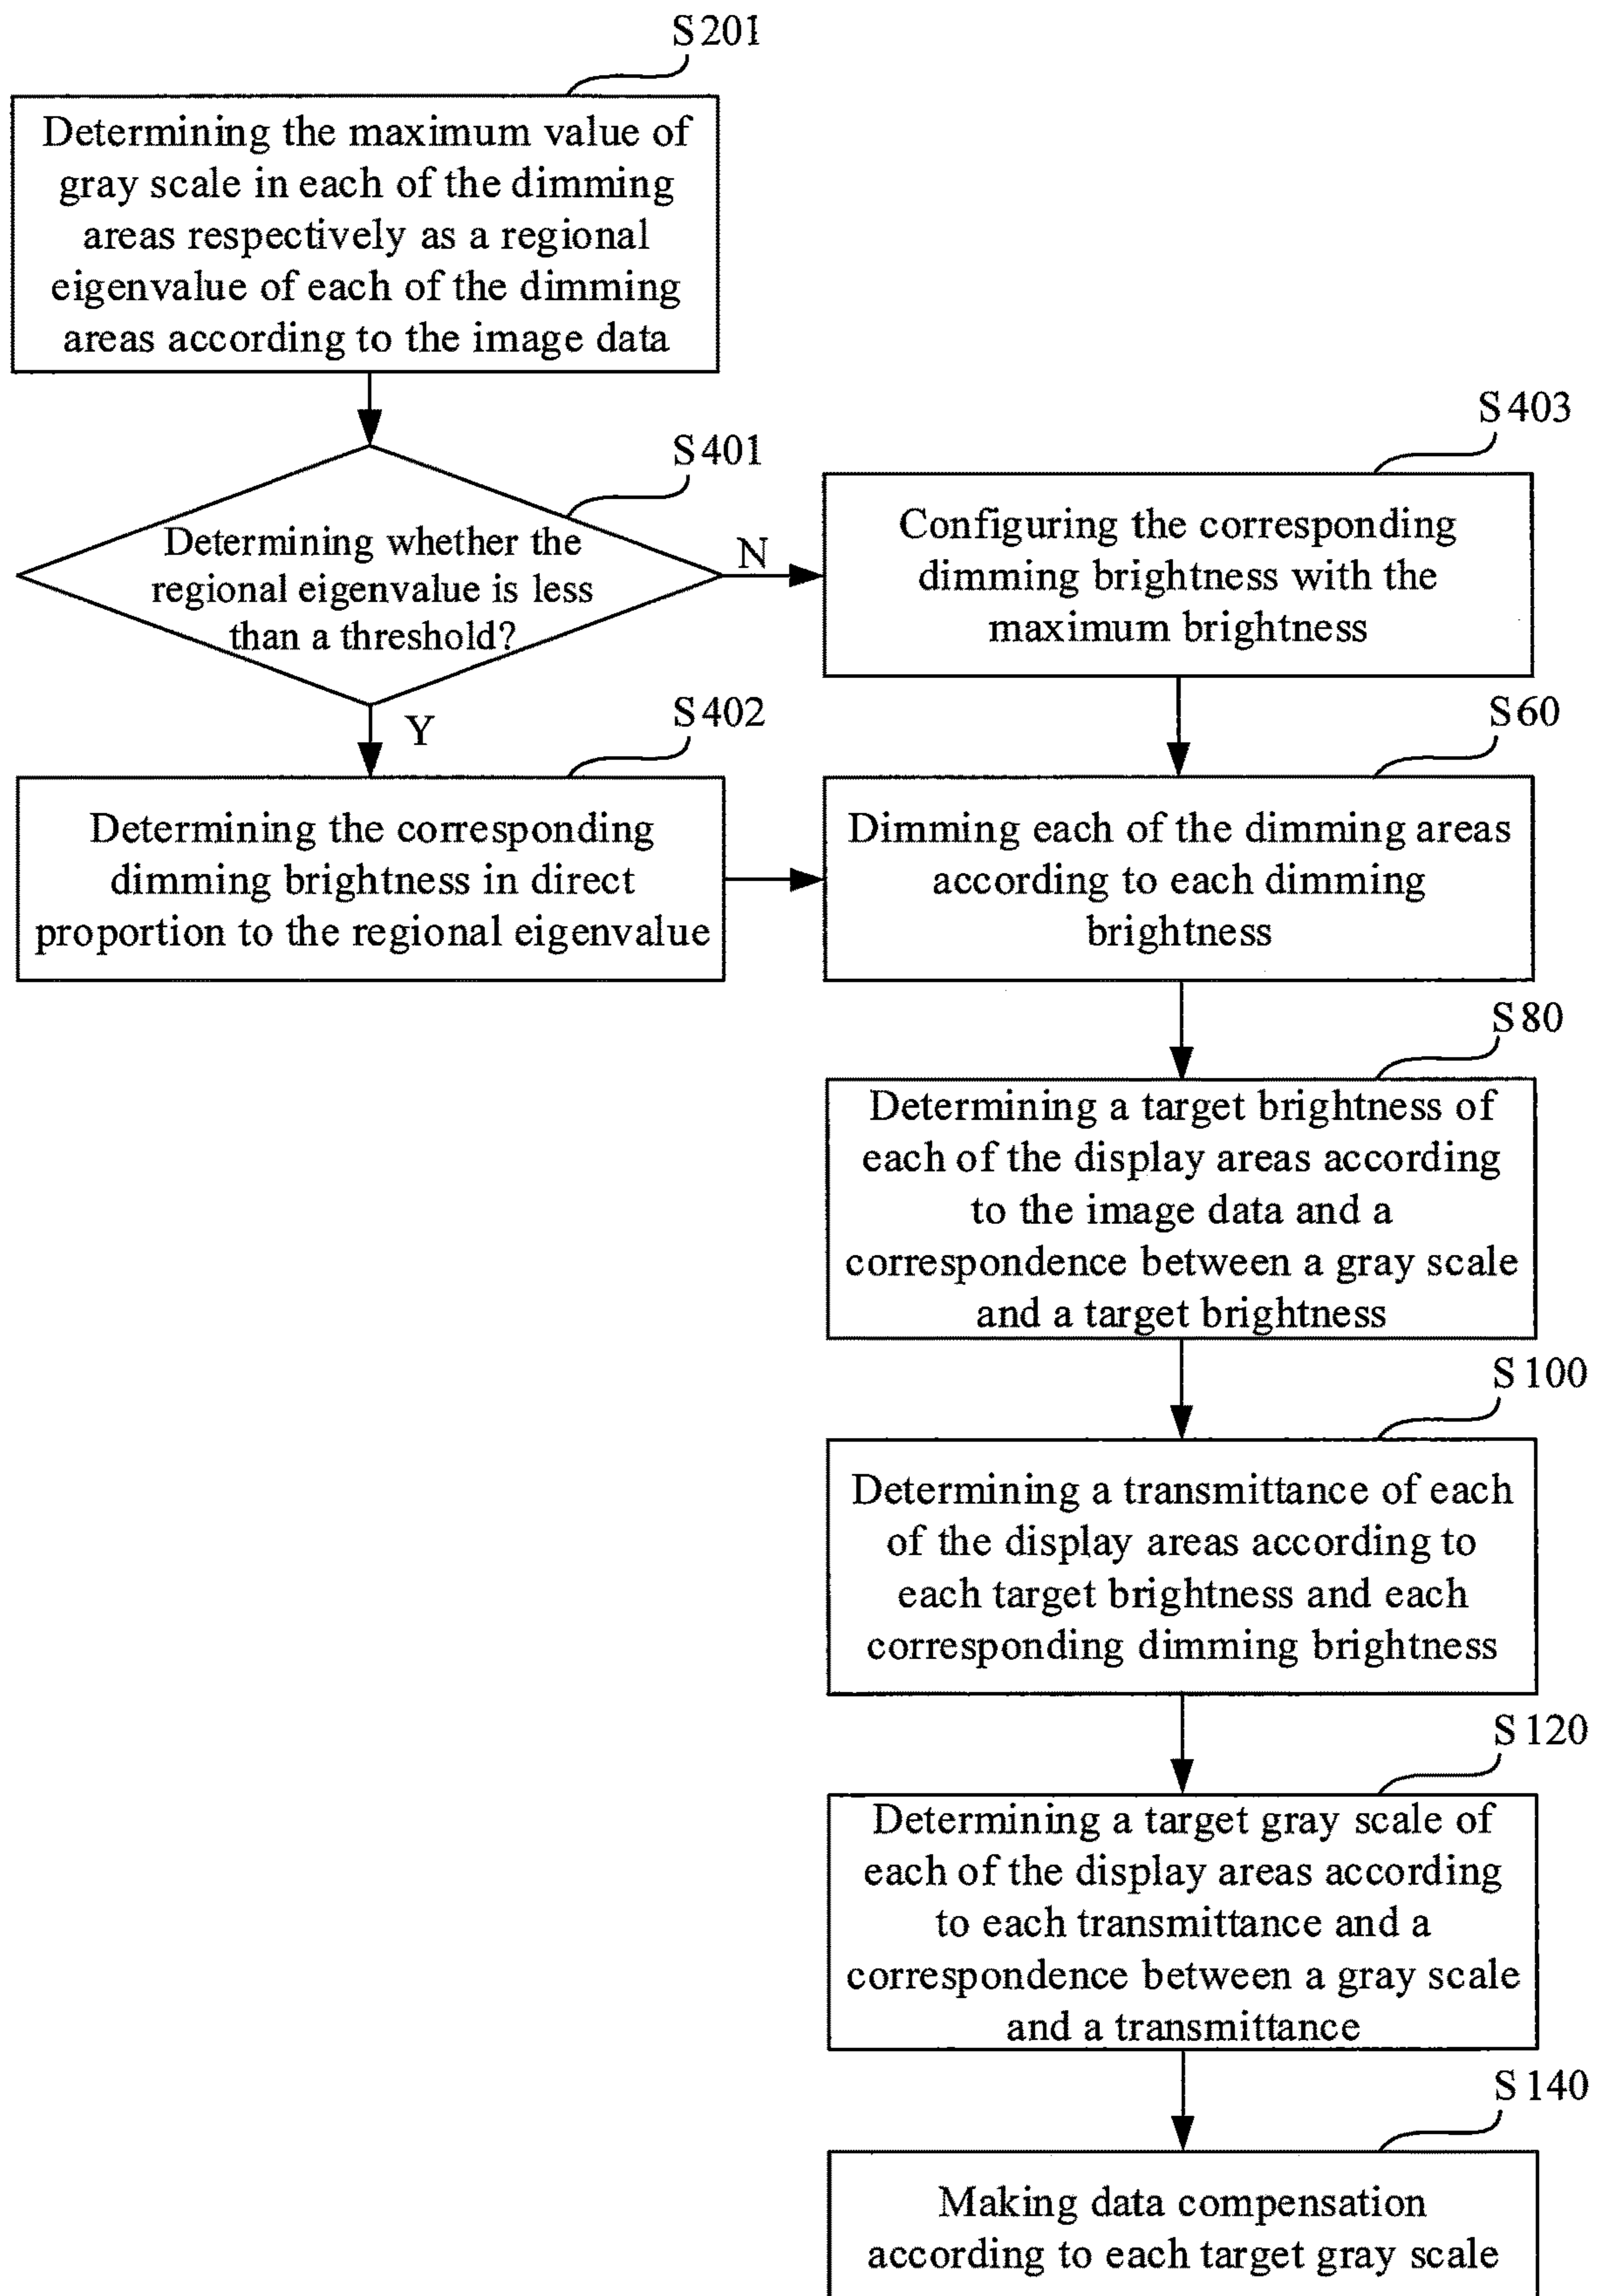 S201
Determining the maximum value of
gray scale in each of the dimming
areas respectively as a regional
eigenvalue of each of the dimming
areas according to the image data
S401
Determining whether the
regional eigenvalue is less
than a threshold?
N
Y
S403
Configuring the corresponding
dimming brightness with the
maximum brightness
S402
Determining the corresponding
dimming brightness in direct
proportion to the regional eigenvalue
S60
Dimming each of the dimming areas
according to each dimming
brightness
S80
Determining a target brightness of
each of the display areas according
to the image data and a
correspondence between a gray scale
and a target brightness
S100
Determining a transmittance of each
of the display areas according to
each target brightness and each
corresponding dimming brightness
S120
Determining a target gray scale of
each of the display areas according
to each transmittance and a
correspondence between a gray scale
and a transmittance
S140
Making data compensation
according to each target gray scale